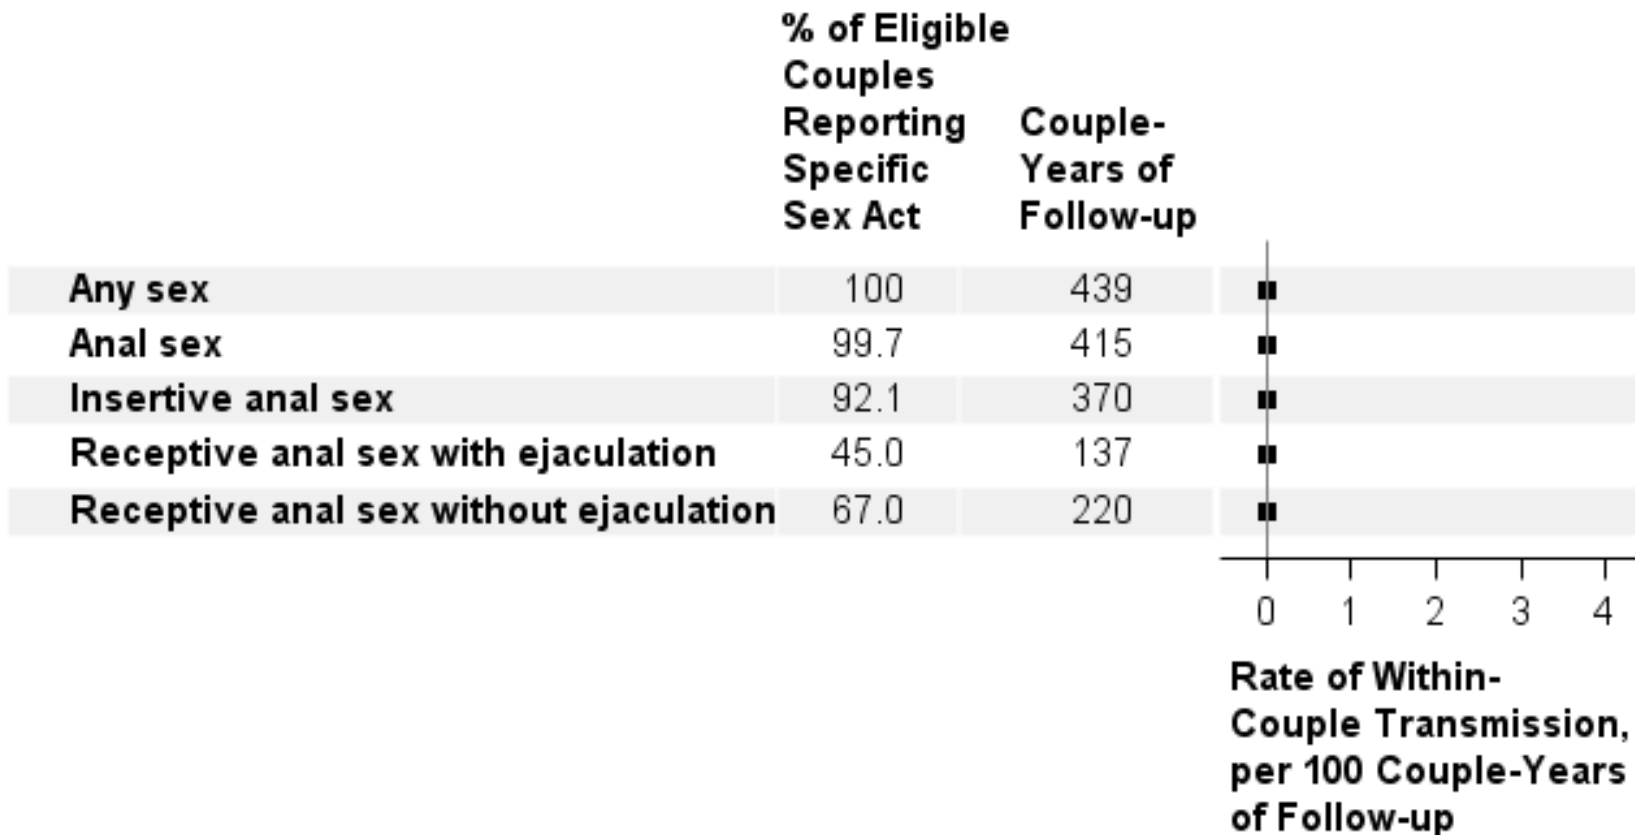 % of Eligible
Couples
Reporting
Specific
Sex Act
Couple-
Years of
Follow-up
Any sex 100 439
Anal sex 99.7 415
Insertive anal sex 92.1 370
Receptive anal sex with ejaculation 45.0 137
Receptive anal sex without ejaculation 67.0 220
0 1 2 3 4
Rate of Within-
Couple Transmission,
per 100 Couple-Years
of Follow-up